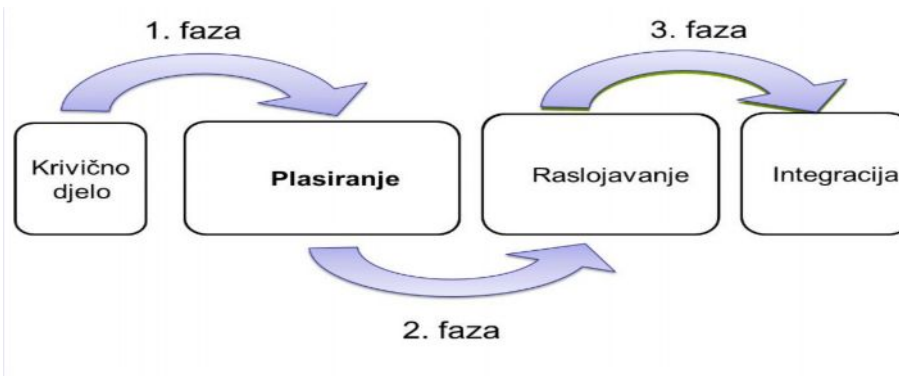 1. faza
3. faza
Krivično
djelo
Plasiranje
Raslojavanje
Integracija
2. faza